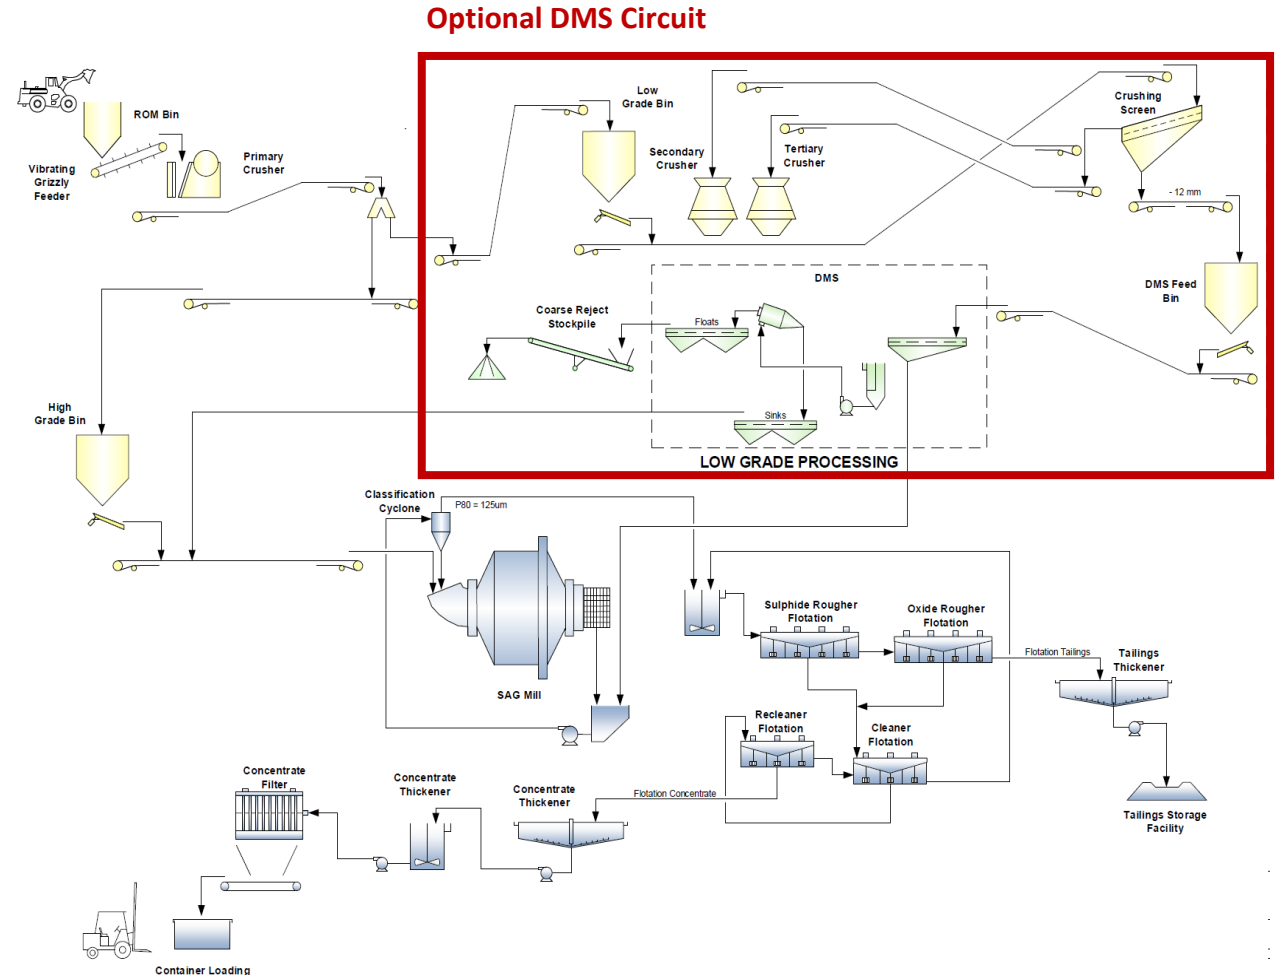 Optional DMS Circuit
ROM Bin
Vibrating
Grizzly
Feeder
Primary
Crusher
Low
Grade Bin
Secondary
Crusher
Tertiary
Crusher
Crushing
Screen
- 12 mm
DMS Feed
Bin
DMS
Coarse Reject
Stockpile
Floats
Sinks
LOW GRADE PROCESSING
High
Grade Bin
Classification
Cyclone
P80 = 125um
SAG Mill
Sulphide Rougher
Flotation
Oxide Rougher
Flotation
Flotation Tailings
Tailings
Thickener
Recleaner
Flotation
Cleaner
Flotation
Tailings Storage
Facility
Flotation Concentrate
Concentrate
Thickener
Concentrate
Thickener
Concentrate
Filter
Container Loading